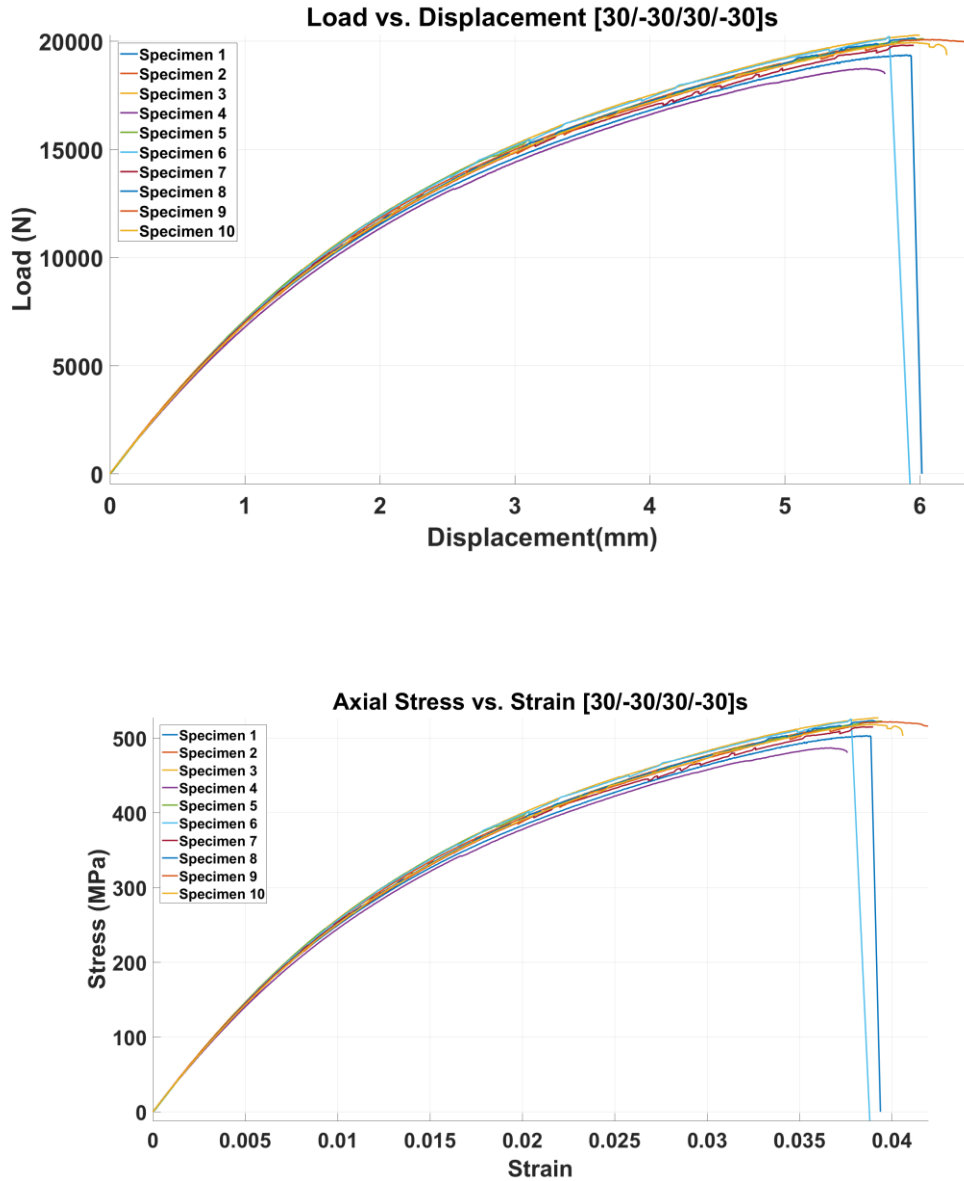 Load vs. Displacement [30/-30/30/-30]s
20000
15000
10000
5000
0
Load (N)
Specimen 1
Specimen 2
Specimen 3
Specimen 4
Specimen 5
Specimen 6
Specimen 7
Specimen 8
Specimen 9
Specimen 10
0 1 2 3 4 5 6
Displacement(mm)
Axial Stress vs. Strain [30/-30/30/-30]s
500
400
300
200
100
0
Stress (MPa)
Specimen 1
Specimen 2
Specimen 3
Specimen 4
Specimen 5
Specimen 6
Specimen 7
Specimen 8
Specimen 9
Specimen 10
0 0.005 0.01 0.015 0.02 0.025 0.03 0.035 0.04
Strain